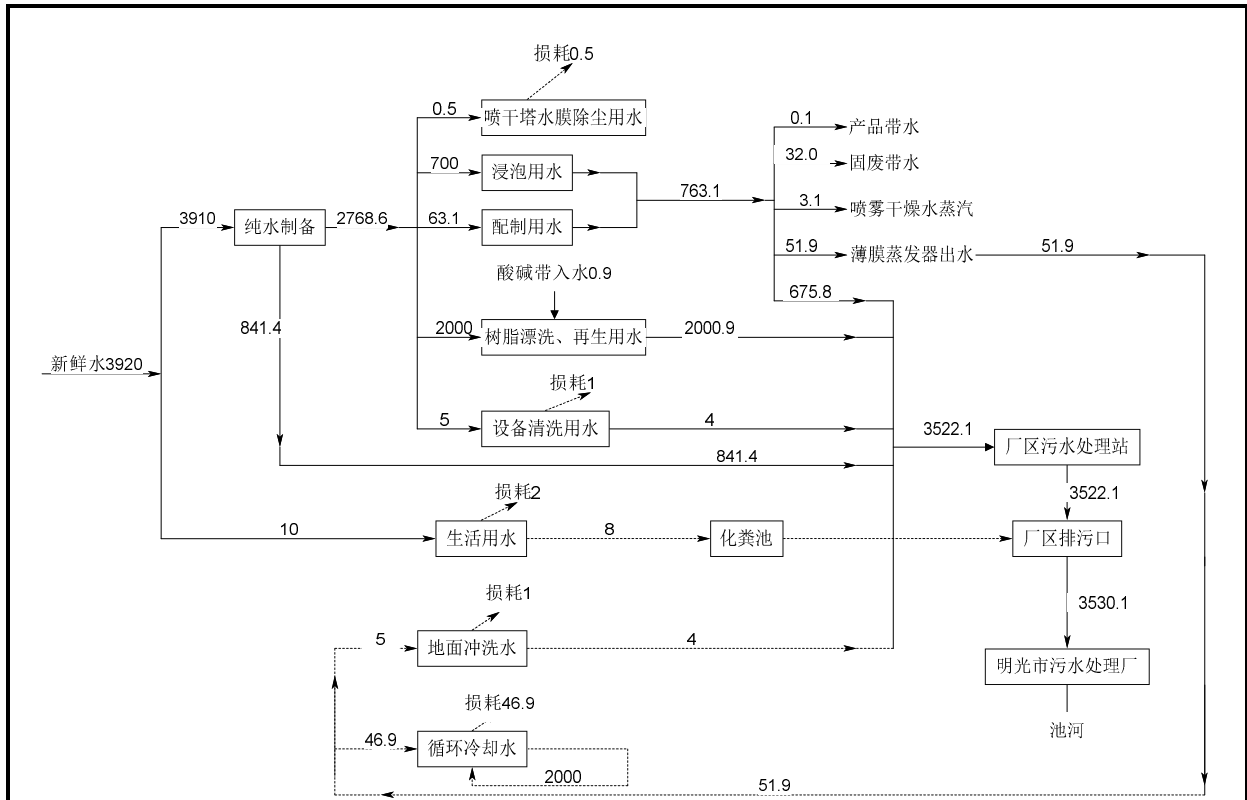 损耗0.5
0.5
喷干塔水膜除尘用水
0.1
产品带水
700
浸泡用水
32.0
固废带水
763.1
3910
纯水制备
2768.6
63.1
配制用水
3.1
喷雾干燥水蒸汽
51.9
薄膜蒸发器出水
51.9
酸碱带入水0.9
675.8
841.4
2000
树脂漂洗、再生用水
2000.9
新鲜水3920
损耗1
5
设备清洗用水
4
3522.1
厂区污水处理站
841.4
损耗2
3522.1
10
生活用水
8
化粪池
厂区排污口
损耗1
3530.1
5
地面冲洗水
4
明光市污水处理厂
损耗46.9
池河
46.9
循环冷却水
2000
51.9